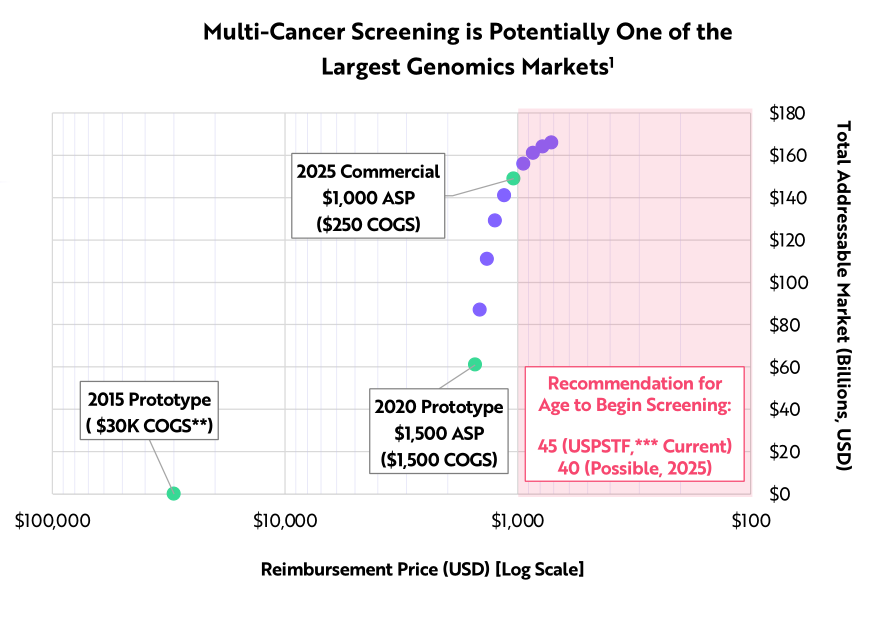 Multi-Cancer Screening is Potentially One of the
Largest Genomics Markets¹
2025 Commercial
$1,000 ASP
($250 COGS)
2015 Prototype
( $30K COGS**)
2020 Prototype
$1,500 ASP
($1,500 COGS)
Recommendation for
Age to Begin Screening:
45 (USPSTF,*** Current)
40 (Possible, 2025)
$180
$160
$140
$120
$100
$80
$60
$40
$20
$0
Total Addressable Market (Billions, USD)
$100,000
$10,000
$1,000
$100
Reimbursement Price (USD) [Log Scale]